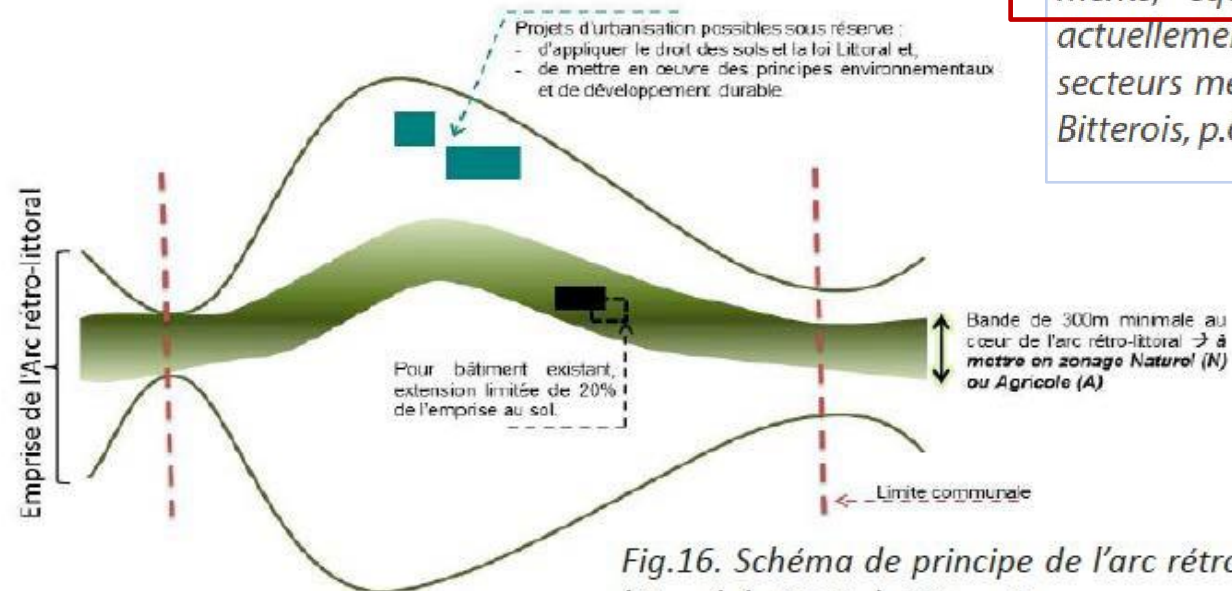 Projets d'urbanisation possibles sous réserve :
- d'appliquer le droit des sols et la loi Littoral et,
- de mettre en œuvre des principes environnementaux
et de développement durable.
actuellemen
secteurs me
Bitterois, p.
Emprise de l'Arc rétro-littoral
Pour bâtiment existant,
extension limitée de 20%
de l'emprise au sol.
Bande de 300m minimale au
cœur de l'arc rétro-littoral → à
mettre en zonage Naturel (N)
ou Agricole (A)
Limite communale
Fig.16. Schéma de principe de l'arc rétro